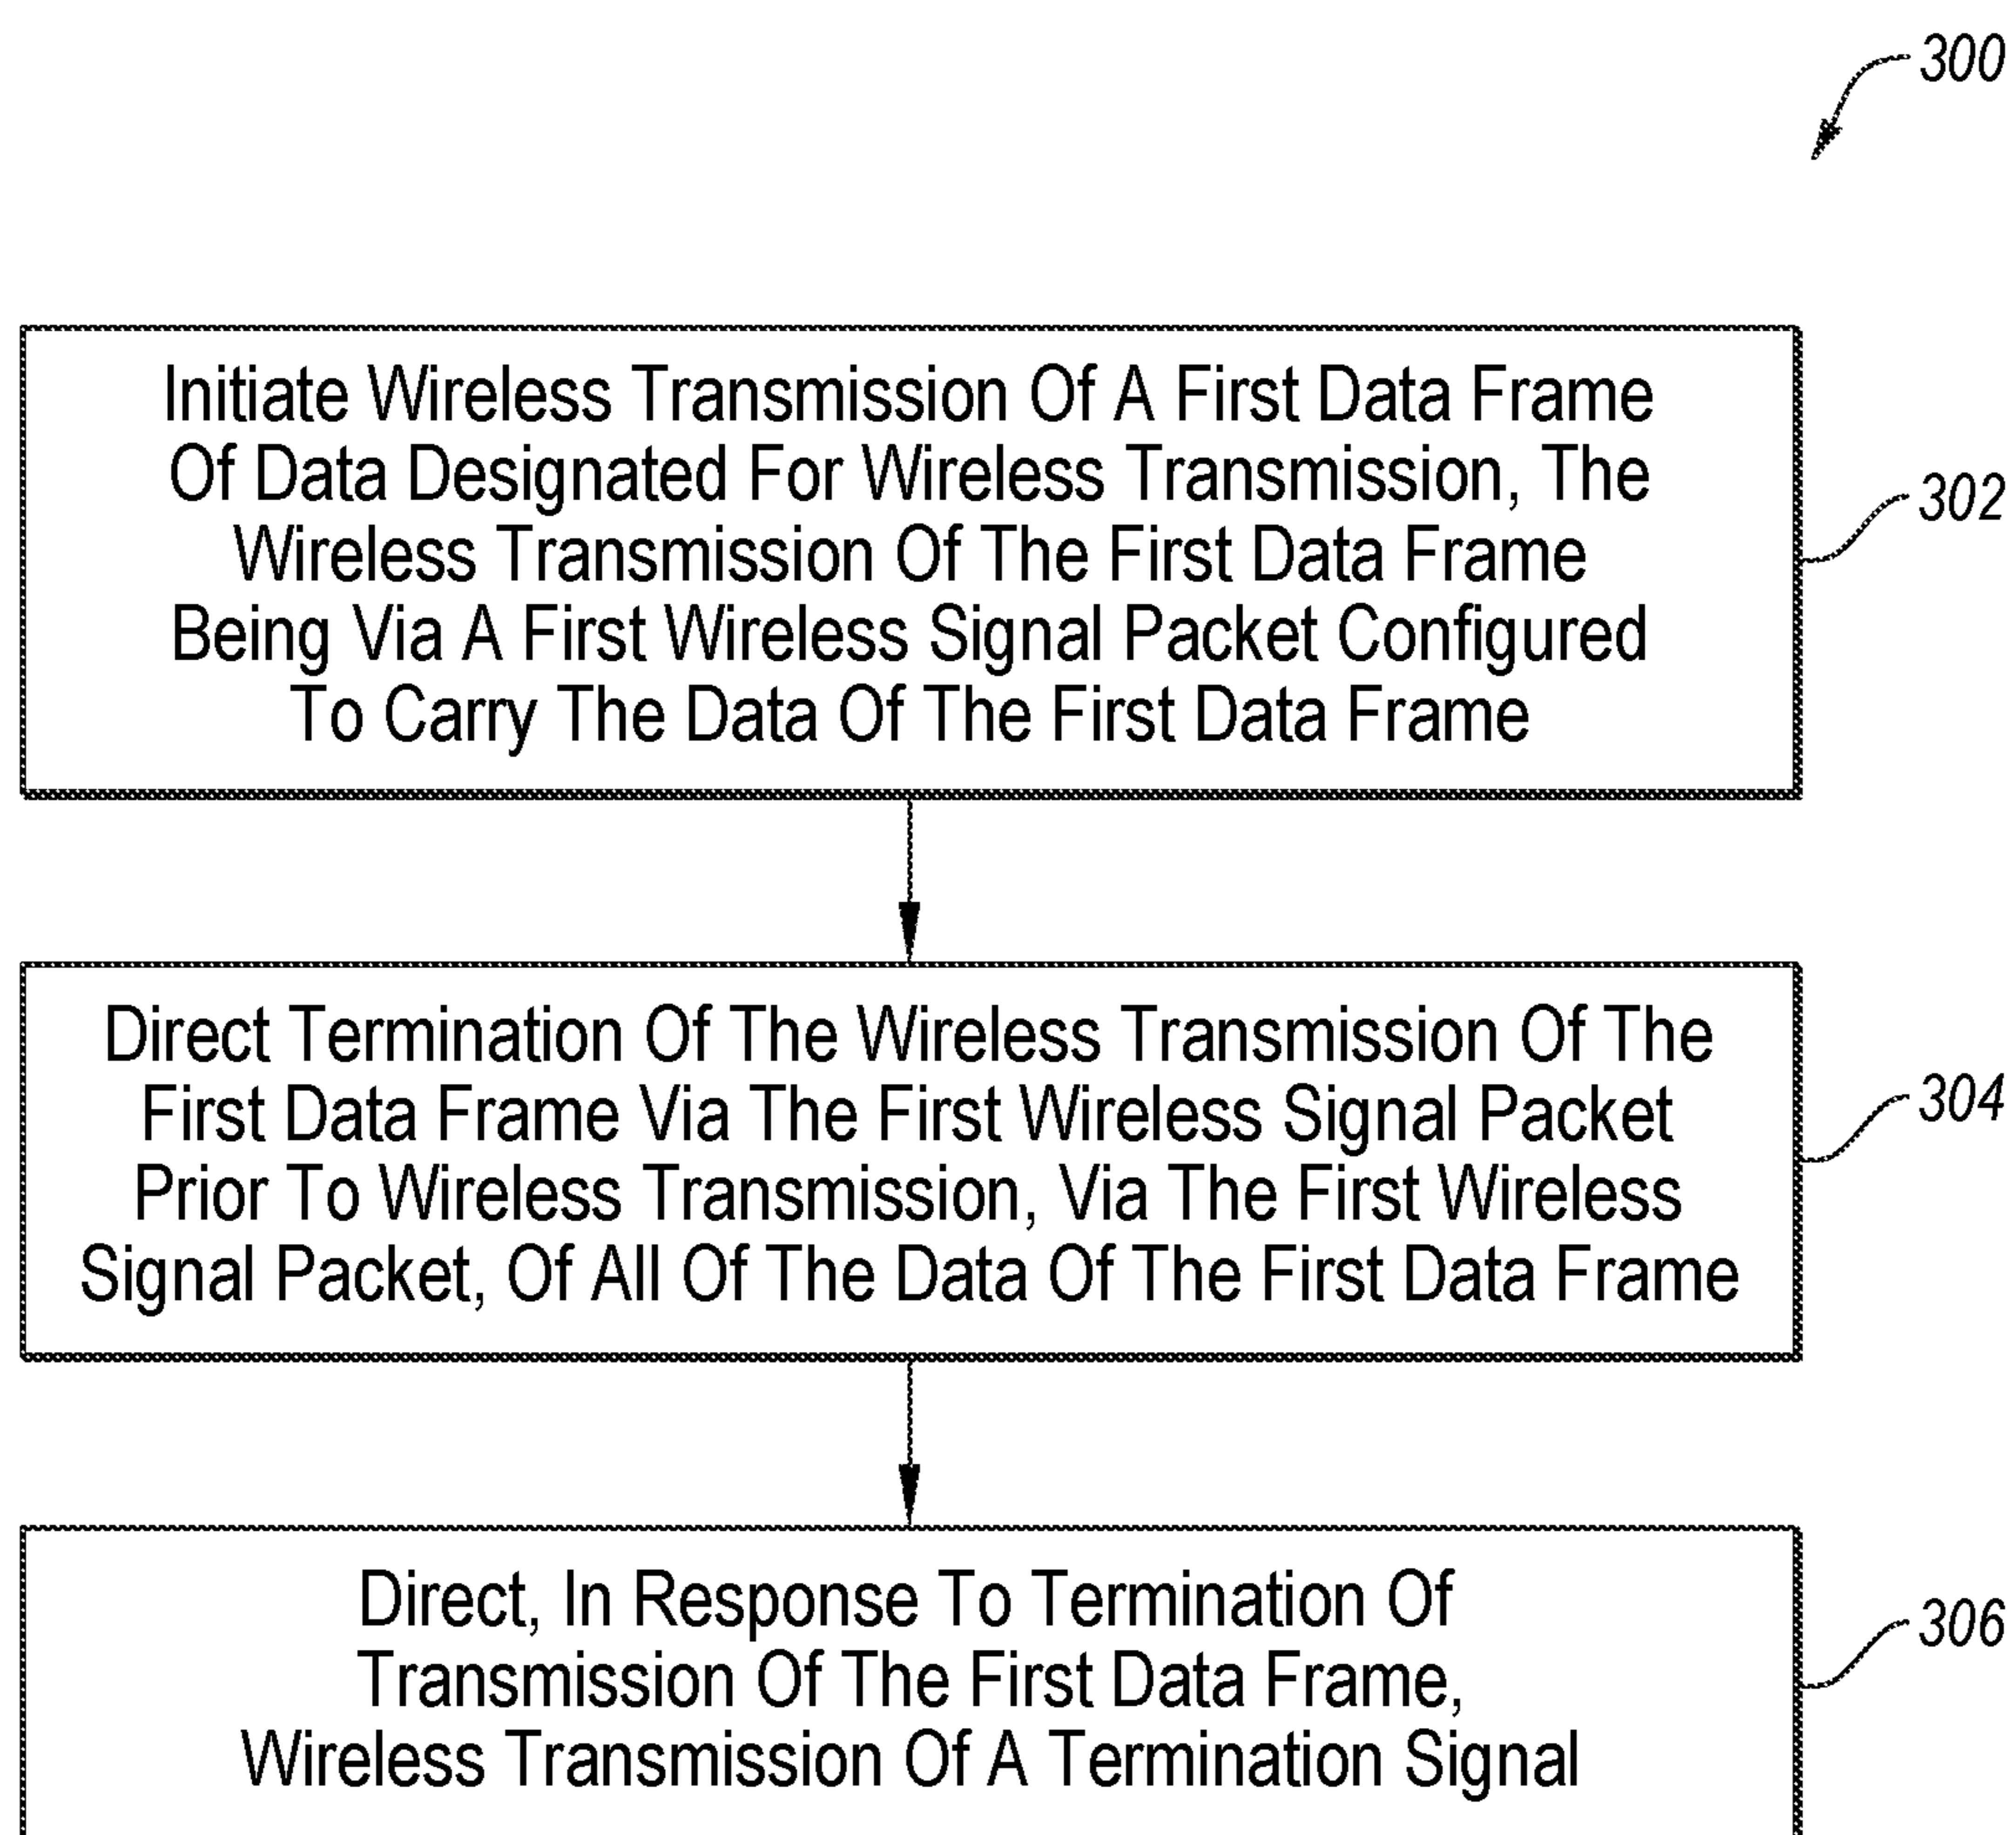 300
Initiate Wireless Transmission Of A First Data Frame
Of Data Designated For Wireless Transmission, The
Wireless Transmission Of The First Data Frame
Being Via A First Wireless Signal Packet Configured
To Carry The Data Of The First Data Frame
302
Direct Termination Of The Wireless Transmission Of The
First Data Frame Via The First Wireless Signal Packet
Prior To Wireless Transmission, Via The First Wireless
Signal Packet, Of All Of The Data Of The First Data Frame
304
Direct, In Response To Termination Of
Transmission Of The First Data Frame,
Wireless Transmission Of A Termination Signal
306